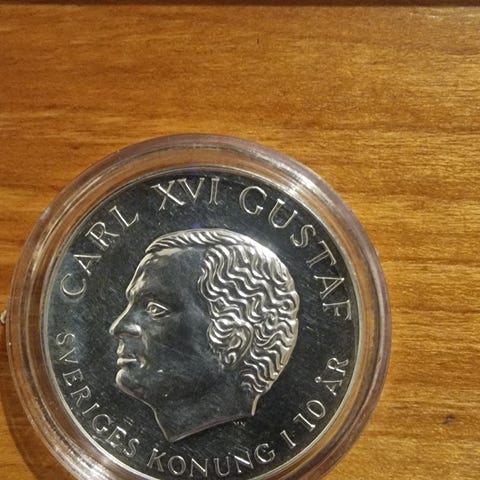 CARL XVI GUSTAF
SVERIGES KONUNG I 10 ÅR